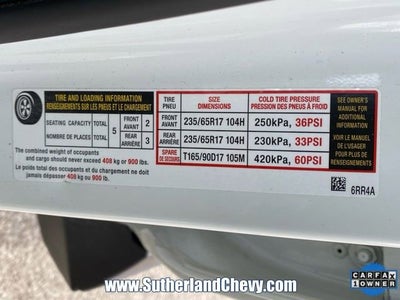 TIRE AND LOADING INFORMATION
RENSEIGNEMENTS SUR LES PNEUS ET LE CHARGEMENT
SEATING CAPACITY TOTAL 5 FRONT AVANT 2
NOMBRE DE PLACES TOTAL REAR ARRIÈRE 3
The combined weight of occupants
and cargo should never exceed 408 kg or 900 lbs.
Le poids total des occupants et du chargement
ne doit jamais dépasser 408 kg or 900 lb.
TIRE PNEU SIZE DIMENSIONS COLD TIRE PRESSURE PRESSION DES PNEUS À FROID
FRONT AVANT 235/65R17 104H 250kPa, 36PSI
REAR ARRIÈRE 235/65R17 104H 230kPa, 33PSI
SPARE DE SECOURS T165/90D17 105M 420kPa, 60PSI
SEE OWNER'S
MANUAL FOR
ADDITIONAL
INFORMATION
VOIR LE MANUEL
DE L'USAGER
POUR PLUS DE
RENSEIGNEMENTS
6RR4A
CARFAX
1 OWNER
www.SutherlandChevy.com